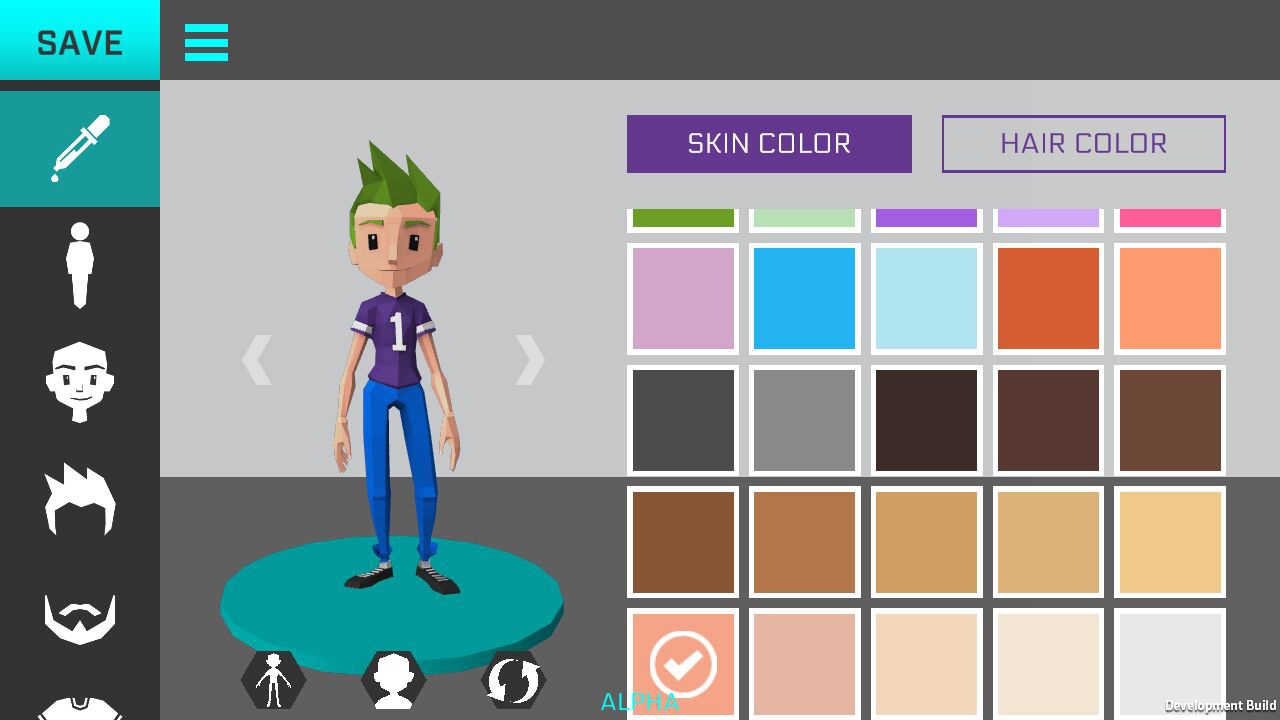 SAVE
SKIN COLOR
HAIR COLOR
1
ALPHA
Development Build